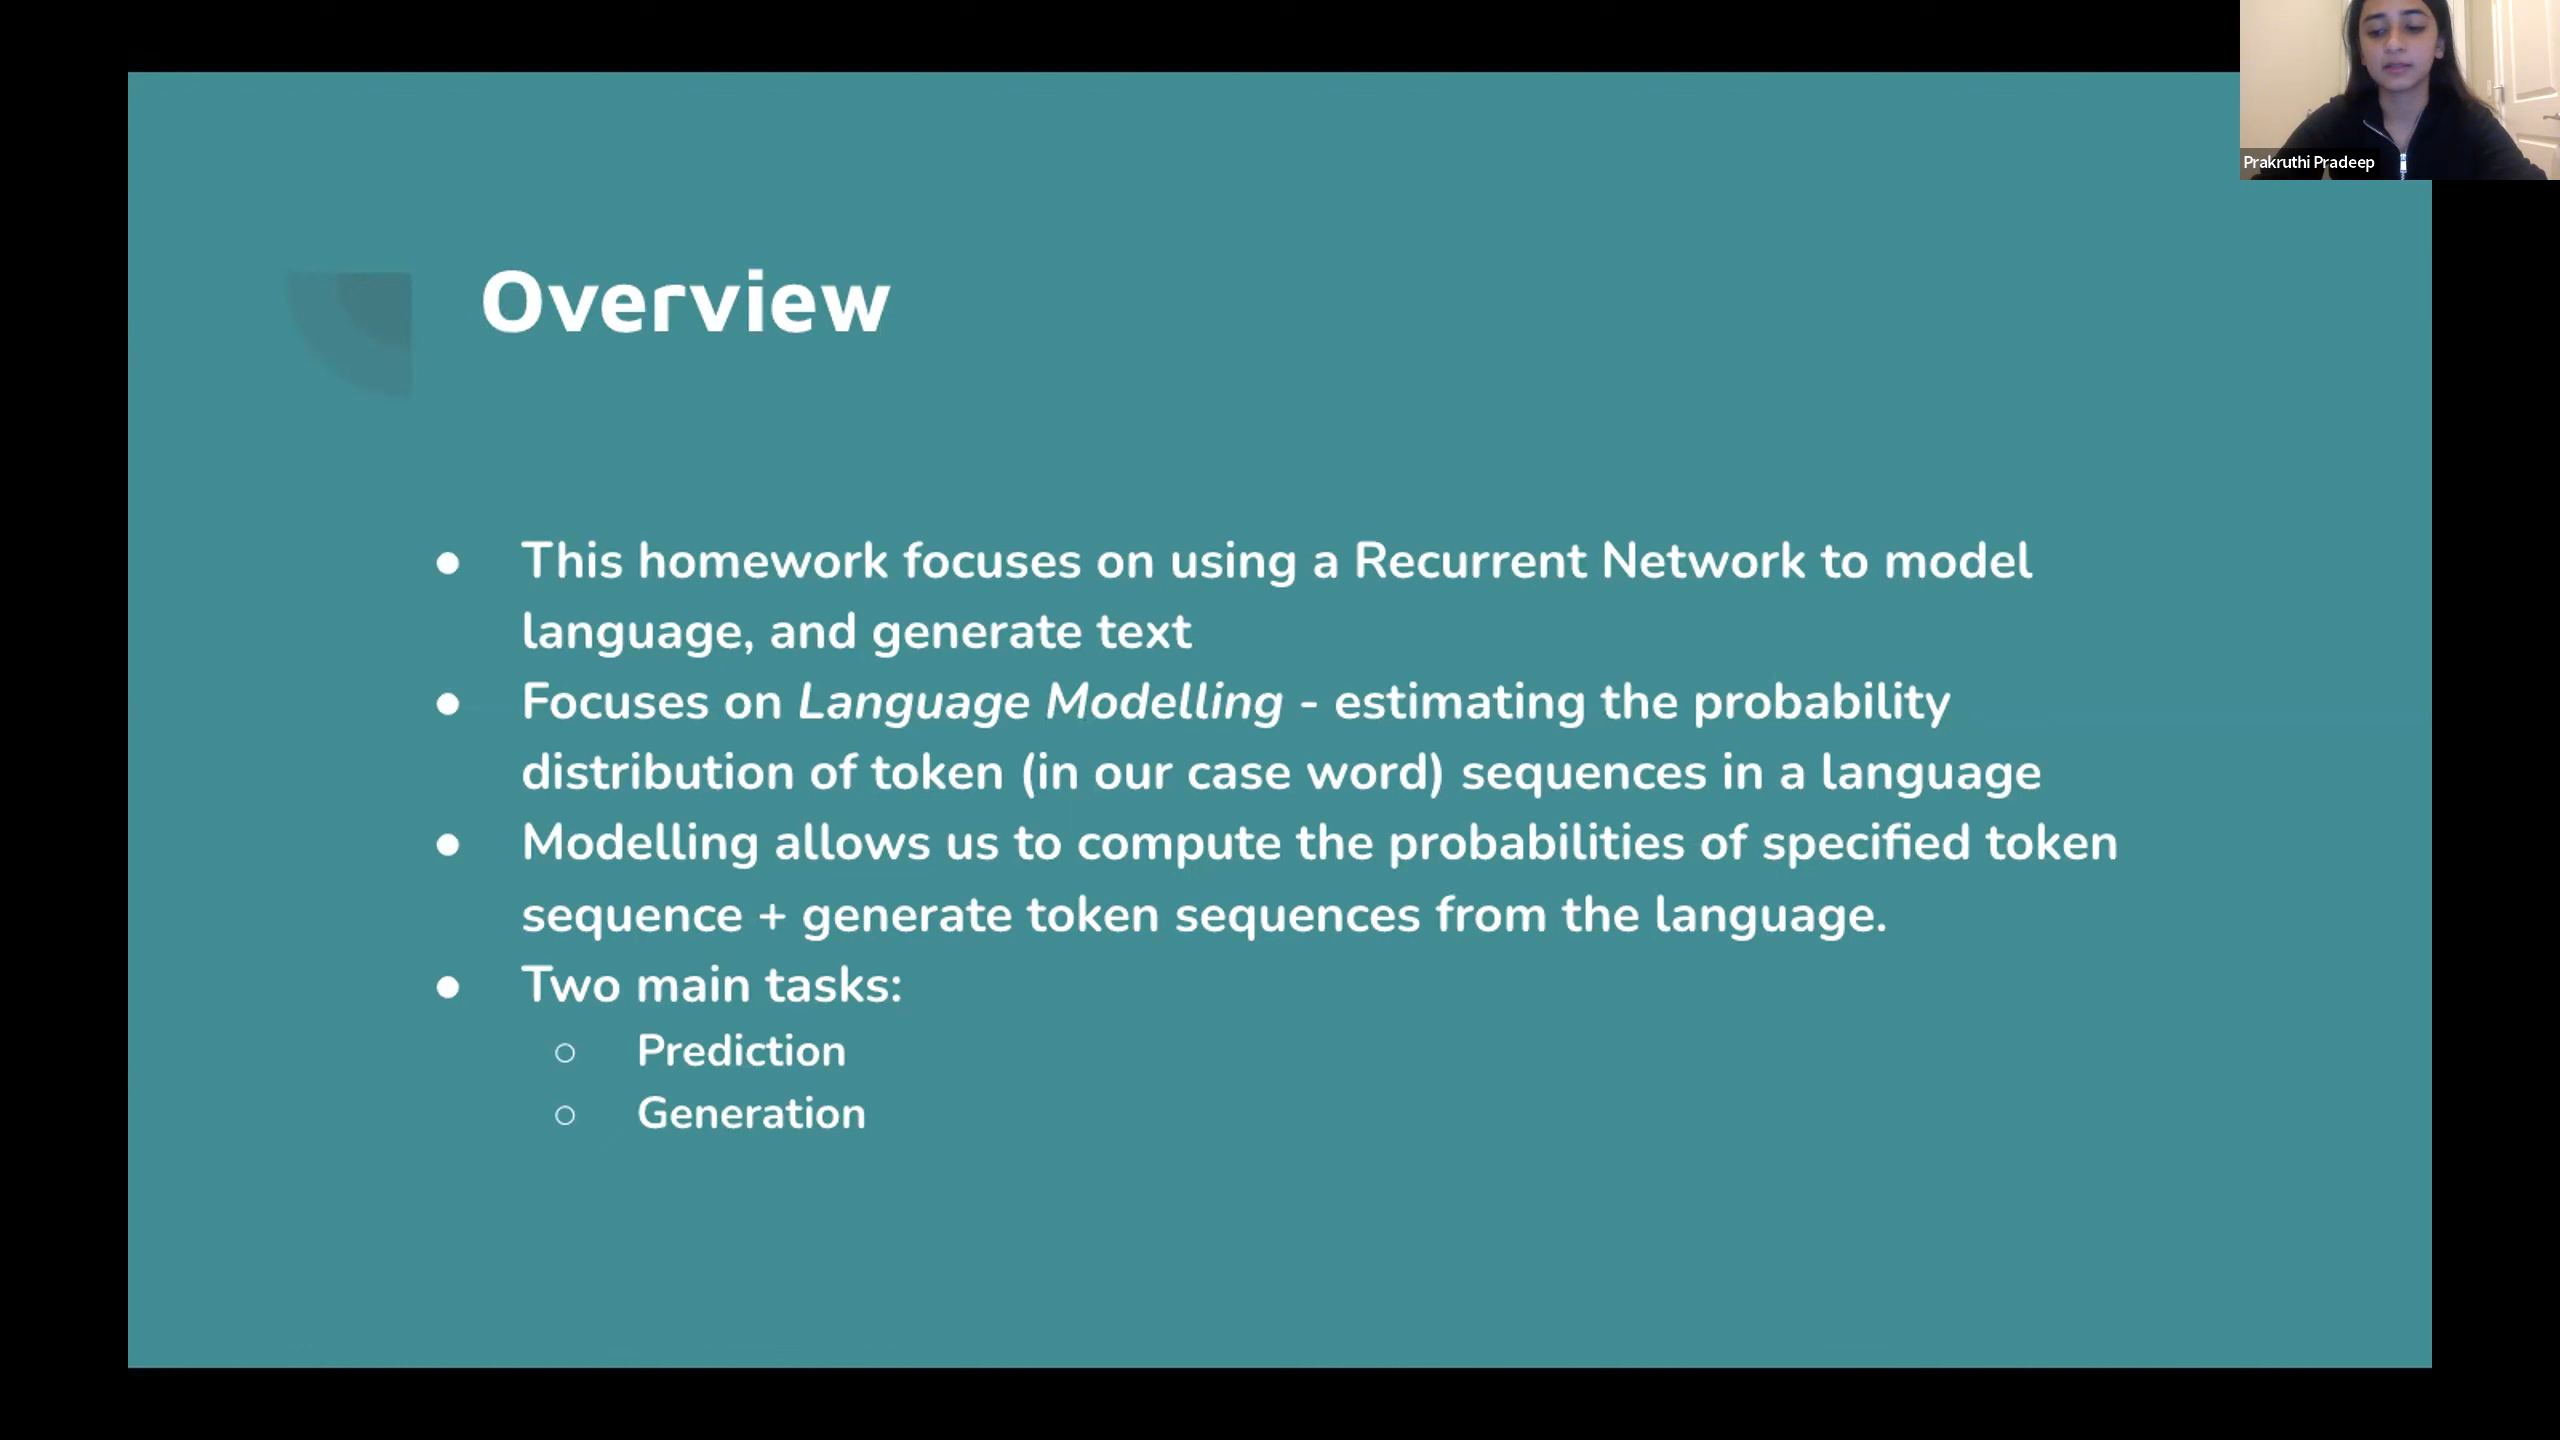 Prakruthi Pradeep
Overview
● This homework focuses on using a Recurrent Network to model
language, and generate text
● Focuses on Language Modelling - estimating the probability
distribution of token (in our case word) sequences in a language
● Modelling allows us to compute the probabilities of specified token
sequence + generate token sequences from the language.
● Two main tasks:
○ Prediction
○ Generation